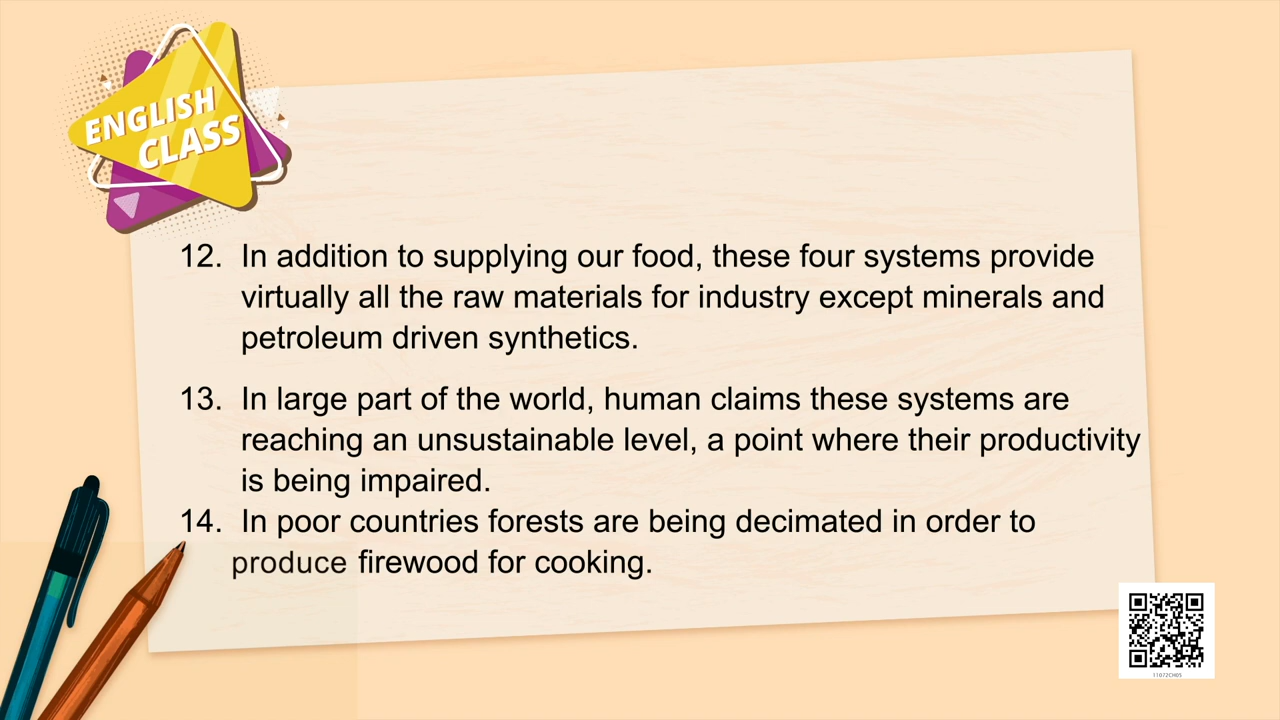 ENGLISH
CLASS
12. In addition to supplying our food, these four systems provide
virtually all the raw materials for industry except minerals and
petroleum driven synthetics.
13. In large part of the world, human claims these systems are
reaching an unsustainable level, a point where their productivity
is being impaired.
14. In poor countries forests are being decimated in order to
produce firewood for cooking.
11072CH05